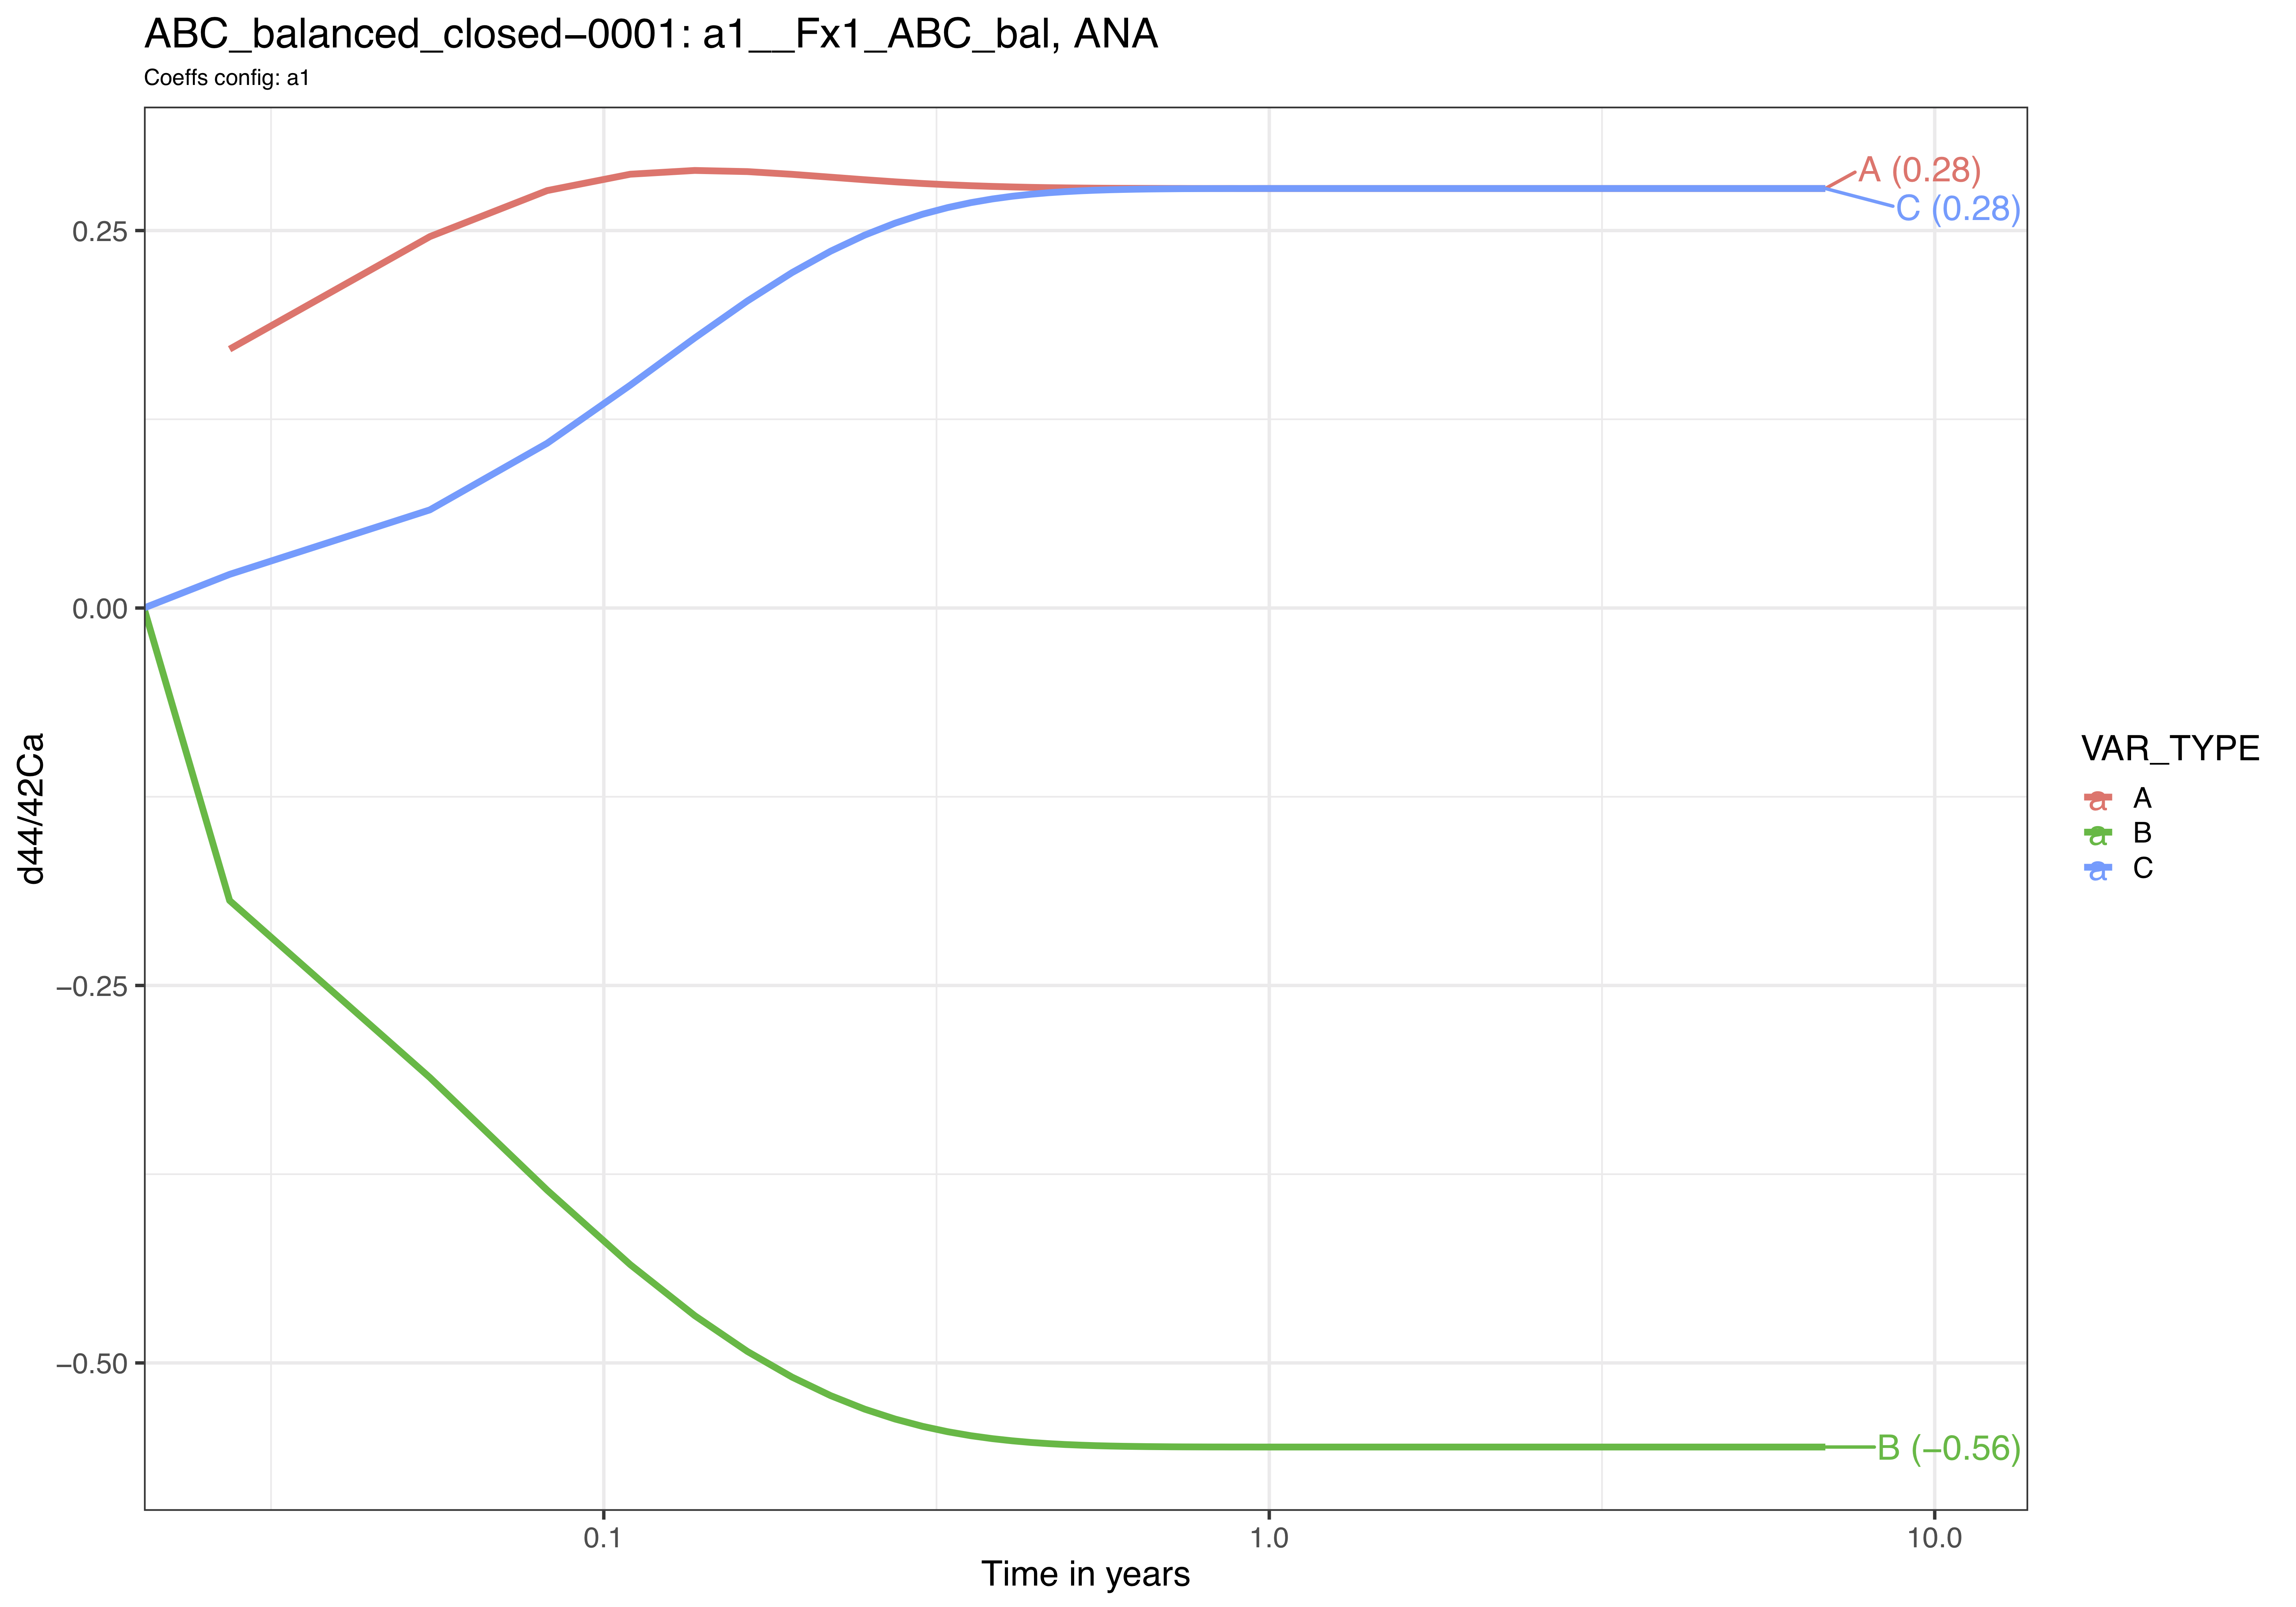 ABC_balanced_closed−0001: a1__Fx1_ABC_bal, ANA
Coeffs config: a1
A (0.28)
C (0.28)
0.25
0.00
−0.25
−0.50
B (−0.56)
d44/42Ca
VAR_TYPE
a A
a B
a C
0.1 1.0 10.0
Time in years